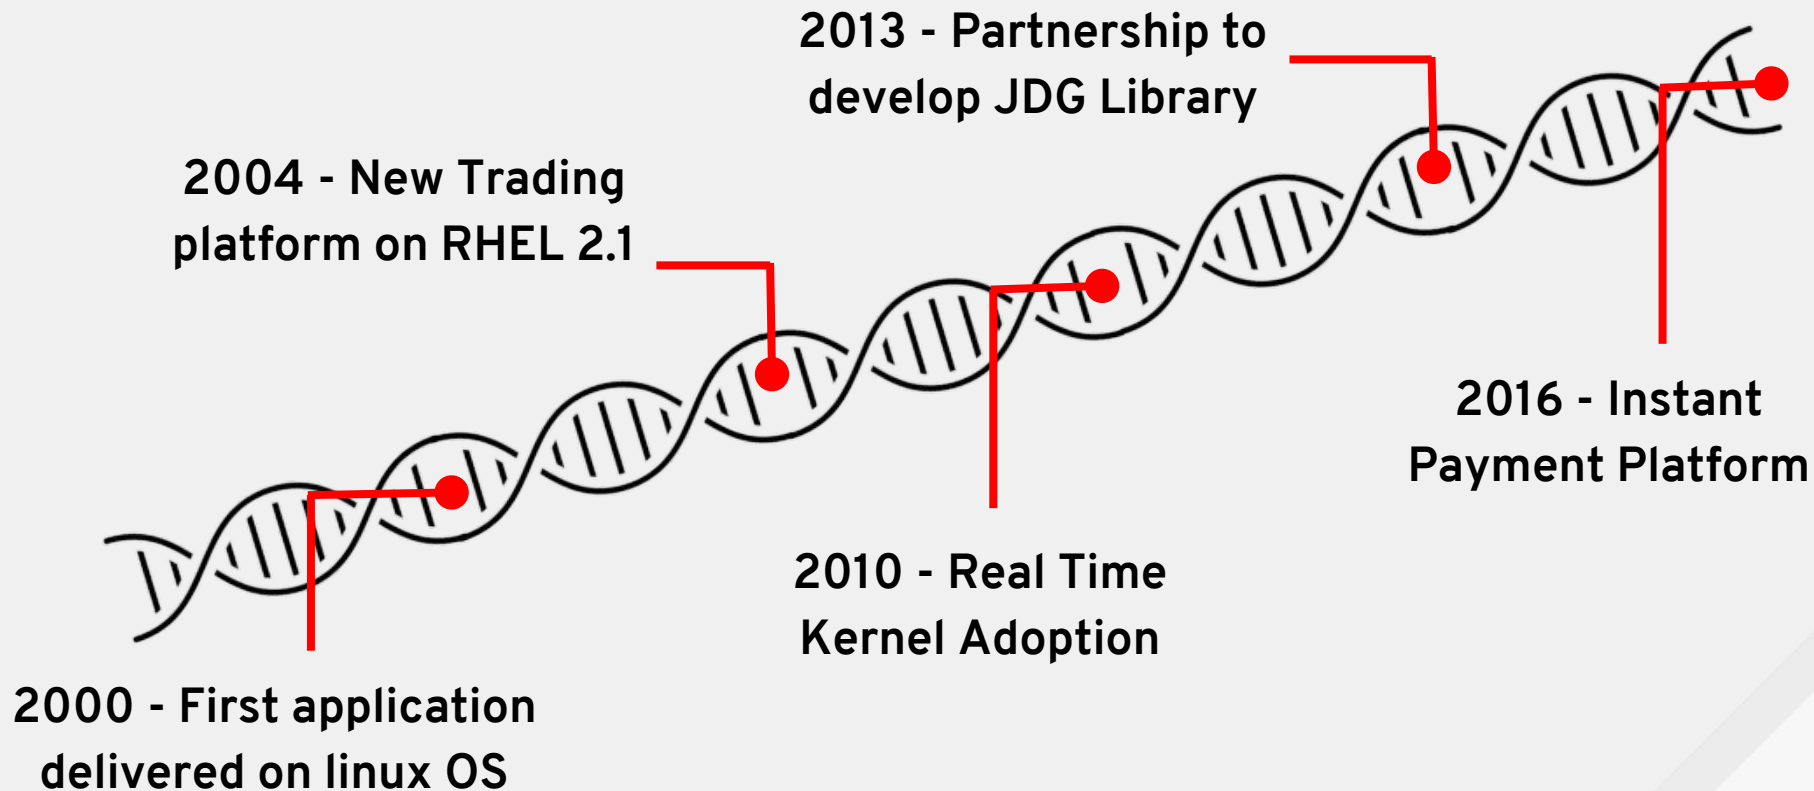 2013 - Partnership to
develop JDG Library
2004 - New Trading
platform on RHEL 2.1
2016 - Instant
Payment Platform
2010 - Real Time
Kernel Adoption
2000 - First application
delivered on linux OS